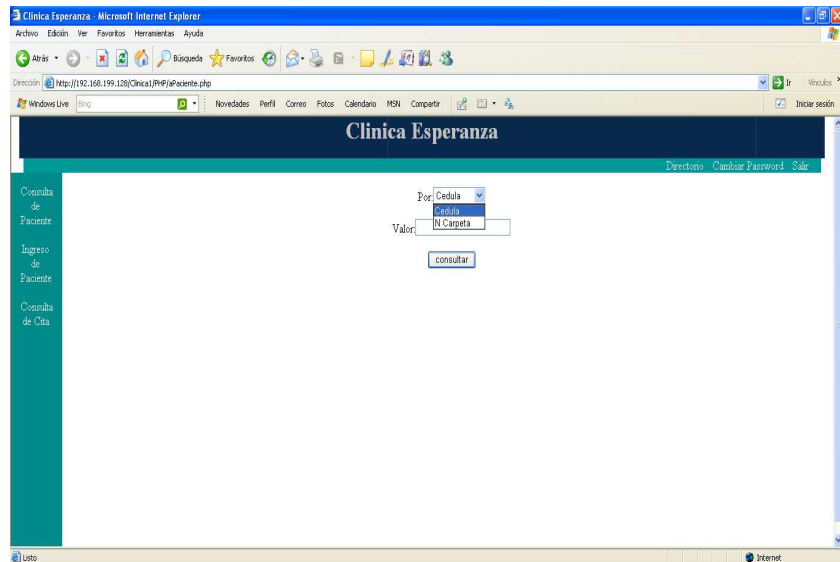 Clinica Esperanza - Microsoft Internet Explorer
Archivo Edición Ver Favoritos Herramientas Ayuda
Atrás Búsqueda Favoritos
Dirección http://192.168.199.128/Clinica1/PHP/aPaciente.php Ir Vínculos »
Windows Live Bing Novedades Perfil Correo Fotos Calendario MSN Compartir Iniciar sesión
Clinica Esperanza
Directorio Cambiar Password Salir
Consulta
de
Paciente
Ingreso
de
Paciente
Consulta
de Cita
Por: Cedula
Cedula
N Carpeta
Valor:
consultar
Listo Internet